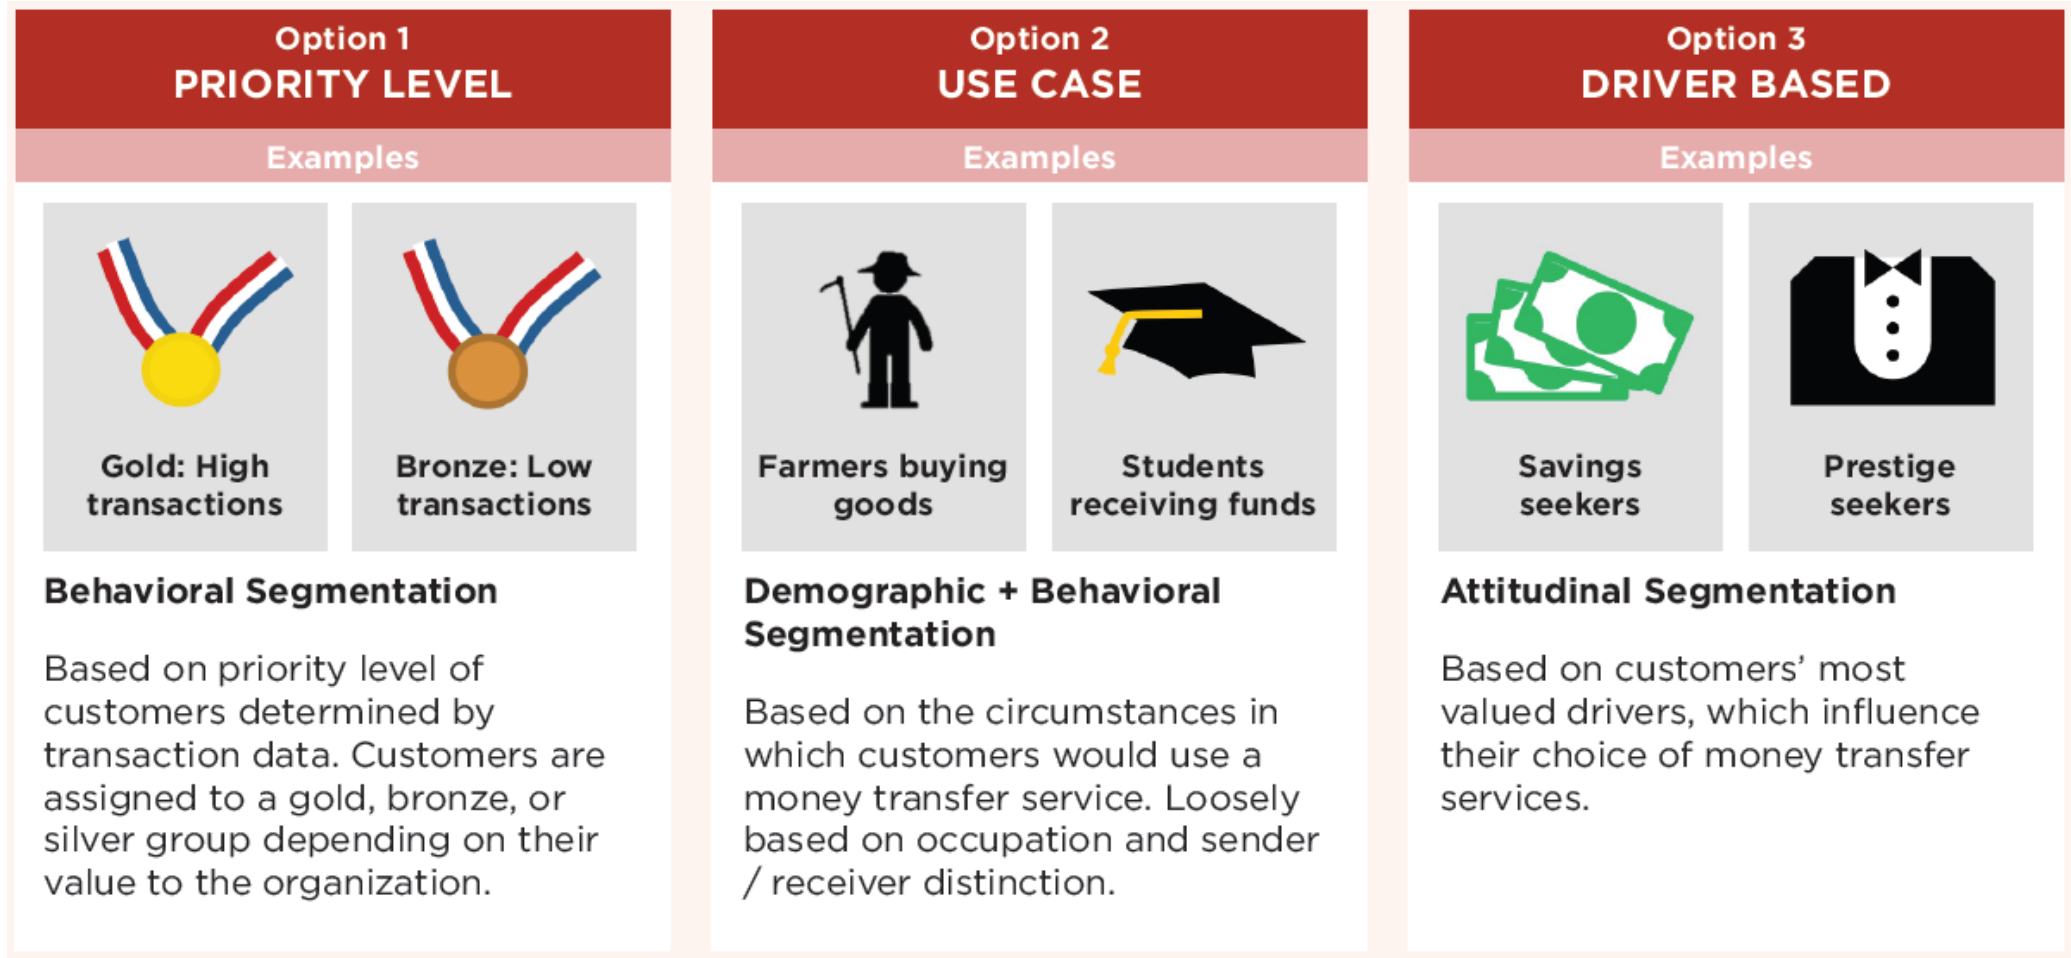 Option 1
PRIORITY LEVEL
Examples
Gold: High
transactions
Bronze: Low
transactions
Behavioral Segmentation
Based on priority level of
customers determined by
transaction data. Customers are
assigned to a gold, bronze, or
silver group depending on their
value to the organization.
Option 2
USE CASE
Examples
Farmers buying
goods
Students
receiving funds
Demographic + Behavioral
Segmentation
Based on the circumstances in
which customers would use a
money transfer service. Loosely
based on occupation and sender
/ receiver distinction.
Option 3
DRIVER BASED
Examples
Savings
seekers
Prestige
seekers
Attitudinal Segmentation
Based on customers’ most
valued drivers, which influence
their choice of money transfer
services.